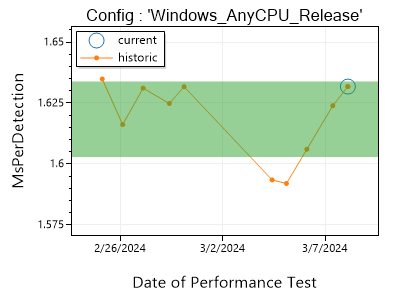 Config : 'Windows_AnyCPU_Release'
current
historic
MsPerDetection
1.65
1.625
1.6
1.575
2/26/2024
3/2/2024
3/7/2024
Date of Performance Test